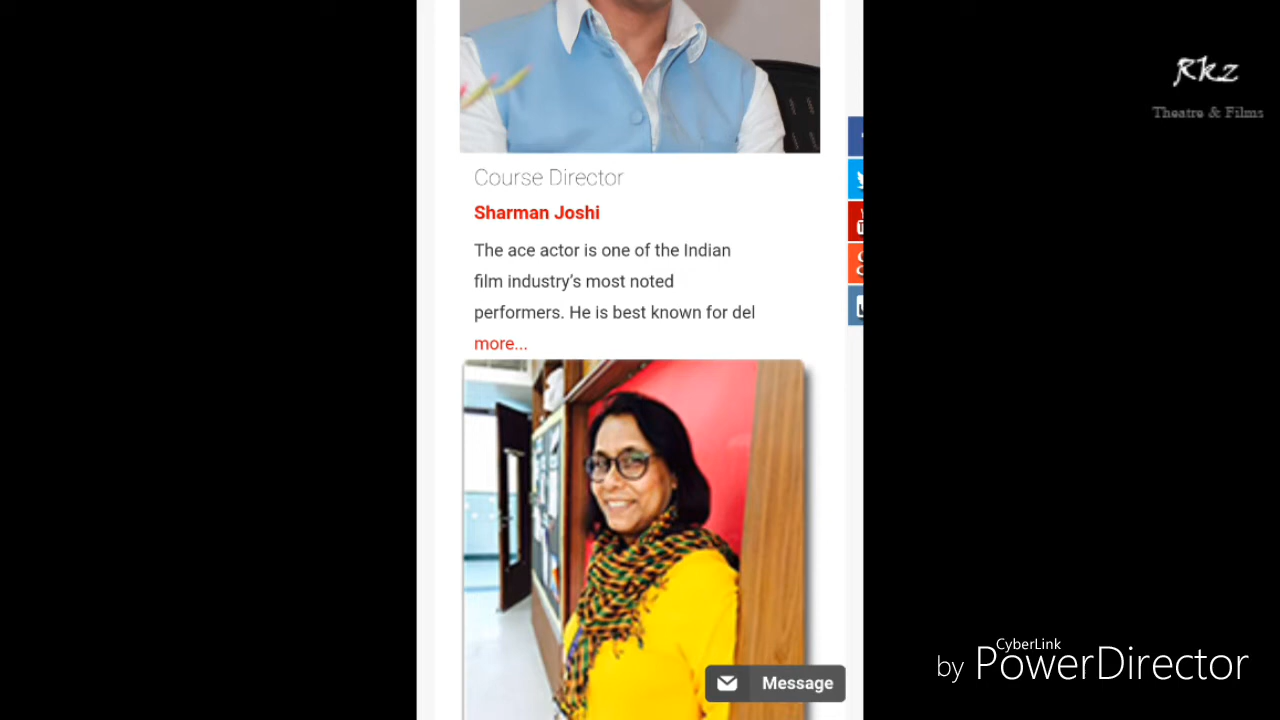 Rkz
Theatre & Films
Course Director
Sharman Joshi
The ace actor is one of the Indian
film industry's most noted
performers. He is best known for del
more...
Message
CyberLink
by PowerDirector